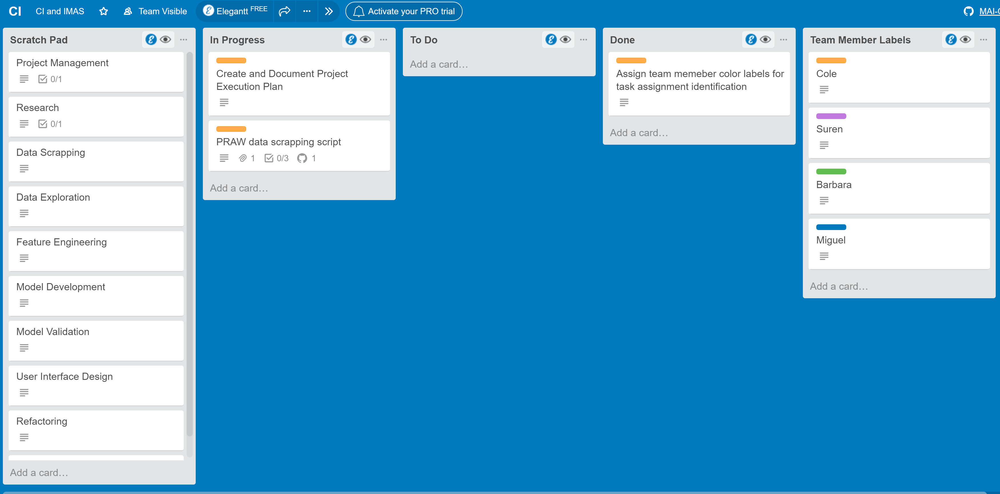 CI
CI and IMAS
Team Visible
Elegantt FREE
Activate your PRO trial
Scratch Pad
Project Management
0/1
Research
0/1
Data Scrapping
Data Exploration
Feature Engineering
Model Development
Model Validation
User Interface Design
Refactoring
Add a card…
In Progress
Create and Document Project
Execution Plan
PRAW data scrapping script
1 0/3 1
Add a card…
To Do
Add a card…
Done
Assign team memeber color labels for
task assignment identification
Add a card…
Team Member Labels
Cole
Suren
Barbara
Miguel
Add a card…